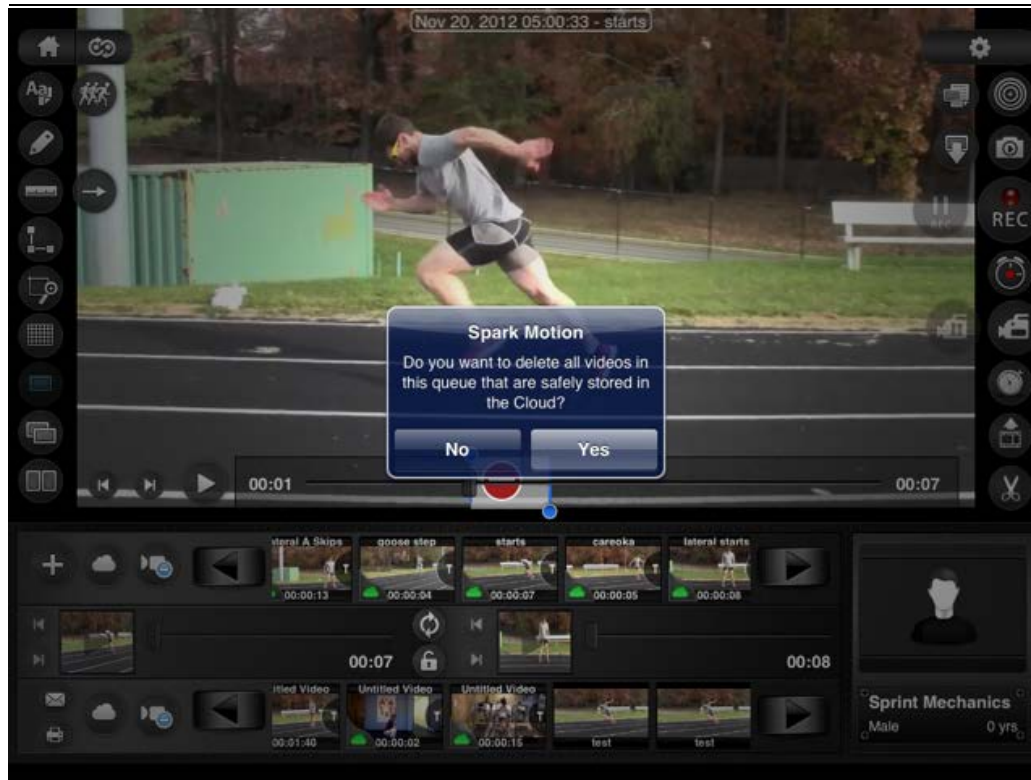 Nov 20, 2012 05:00:33 - starts
Aa
REC
REC
Spark Motion
Do you want to delete all videos in
this queue that are safely stored in
the Cloud?
No
Yes
00:01
00:07
A Skips
goose step
starts
careoka
lateral starts
T
T
T
T
00:00:13
00:00:04
00:00:07
00:00:05
00:00:08
00:07
00:08
Video
Untitled Video
Untitled Video
T
T
T
00:01:40
00:00:02
00:00:15
test
test
Sprint Mechanics
Male
0 yrs